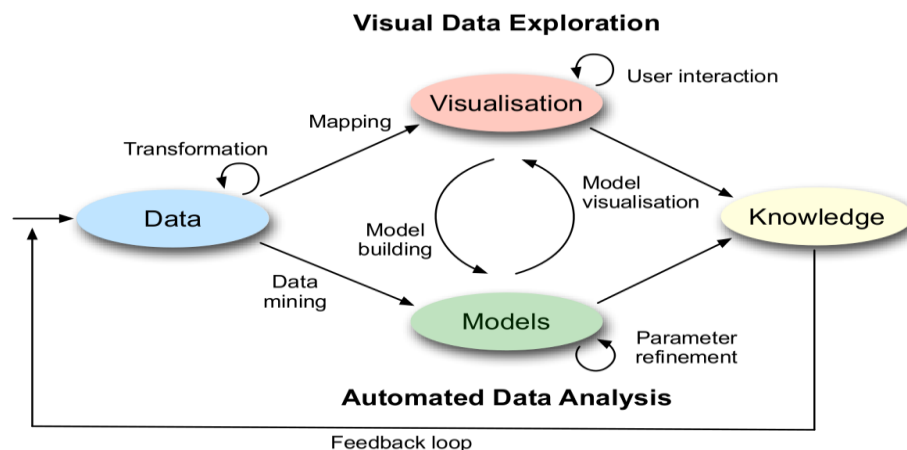 Visual Data Exploration
Visualisation
User interaction
Mapping
Transformation
Data
Model
building
Model
visualisation
Knowledge
Data
mining
Models
Parameter
refinement
Automated Data Analysis
Feedback loop